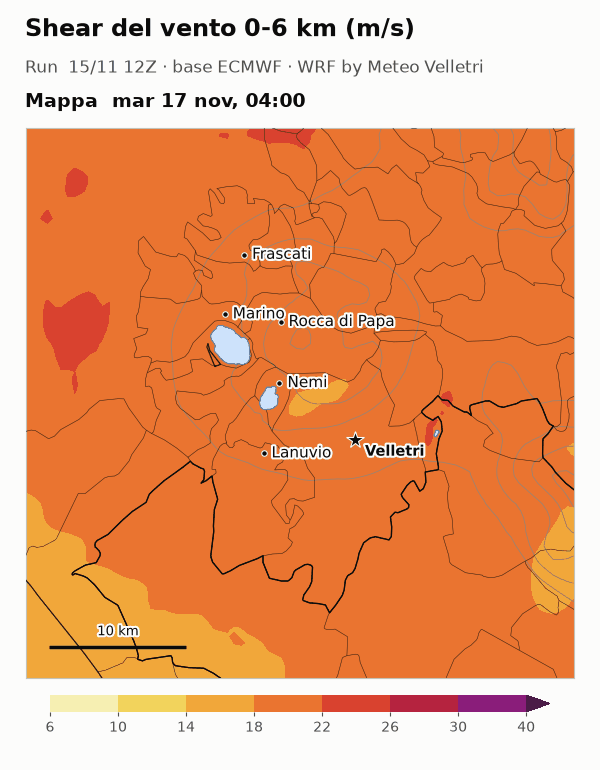 Shear del vento 0-6 km (m/s)
Run  15/11 12Z · base ECMWF · WRF by Meteo Velletri
Mappa  mar 17 nov, 04:00
Frascati
Marino
Rocca di Papa
Nemi
Velletri
Lanuvio
10 km
6 10 14 18 22 26 30 40